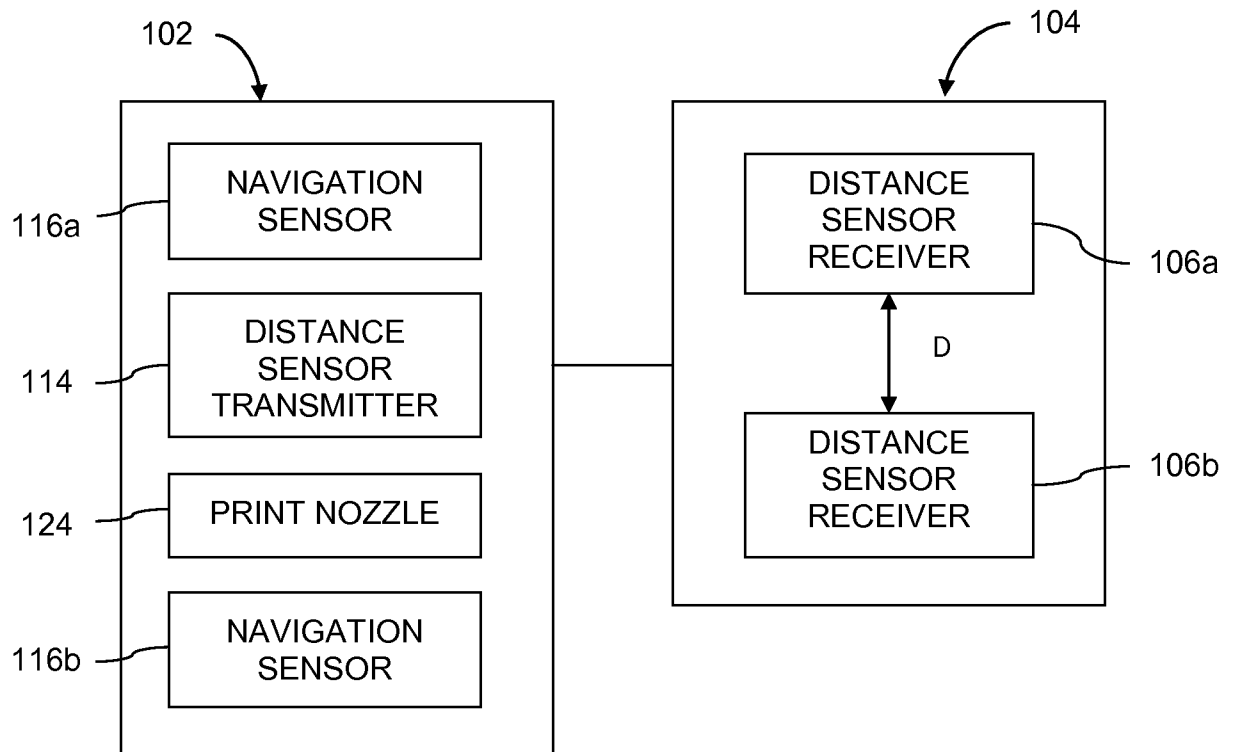 102
104
NAVIGATION
SENSOR
116a
DISTANCE
SENSOR
TRANSMITTER
114
PRINT NOZZLE
124
NAVIGATION
SENSOR
116b
DISTANCE
SENSOR
RECEIVER
106a
D
DISTANCE
SENSOR
RECEIVER
106b